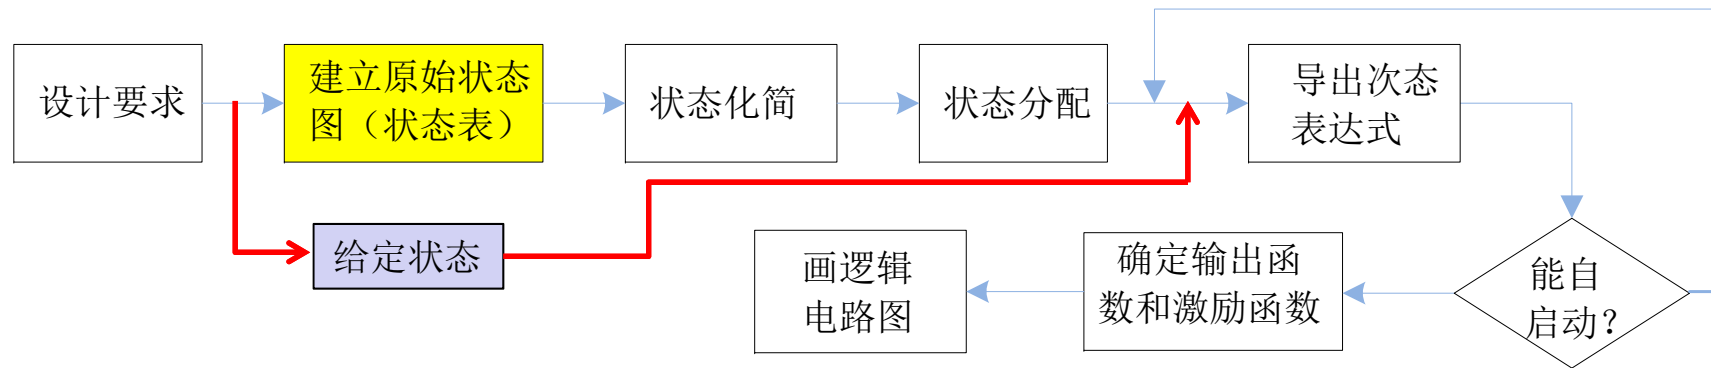 设计要求
建立原始状态
图（状态表）
状态化简
状态分配
导出次态
表达式
给定状态
画逻辑
电路图
确定输出函
数和激励函数
能自
启动?